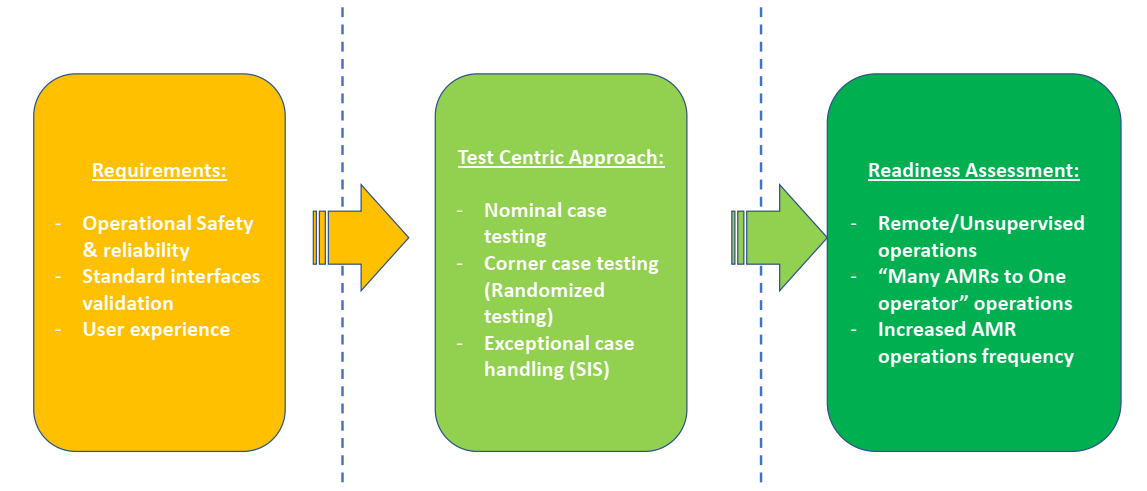 Requirements:
- Operational Safety
& reliability
- Standard interfaces
validation
- User experience
Test Centric Approach:
- Nominal case
testing
- Corner case testing
(Randomized
testing)
- Exceptional case
handling (SIS)
Readiness Assessment:
- Remote/Unsupervised
operations
- “Many AMRs to One
operator” operations
- Increased AMR
operations frequency